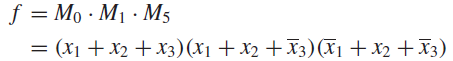 f = M₀ · M₁ · M₅
= (x₁ + x₂ + x₃)(x₁ + x₂ + x̅₃)(x̅₁ + x₂ + x̅₃)